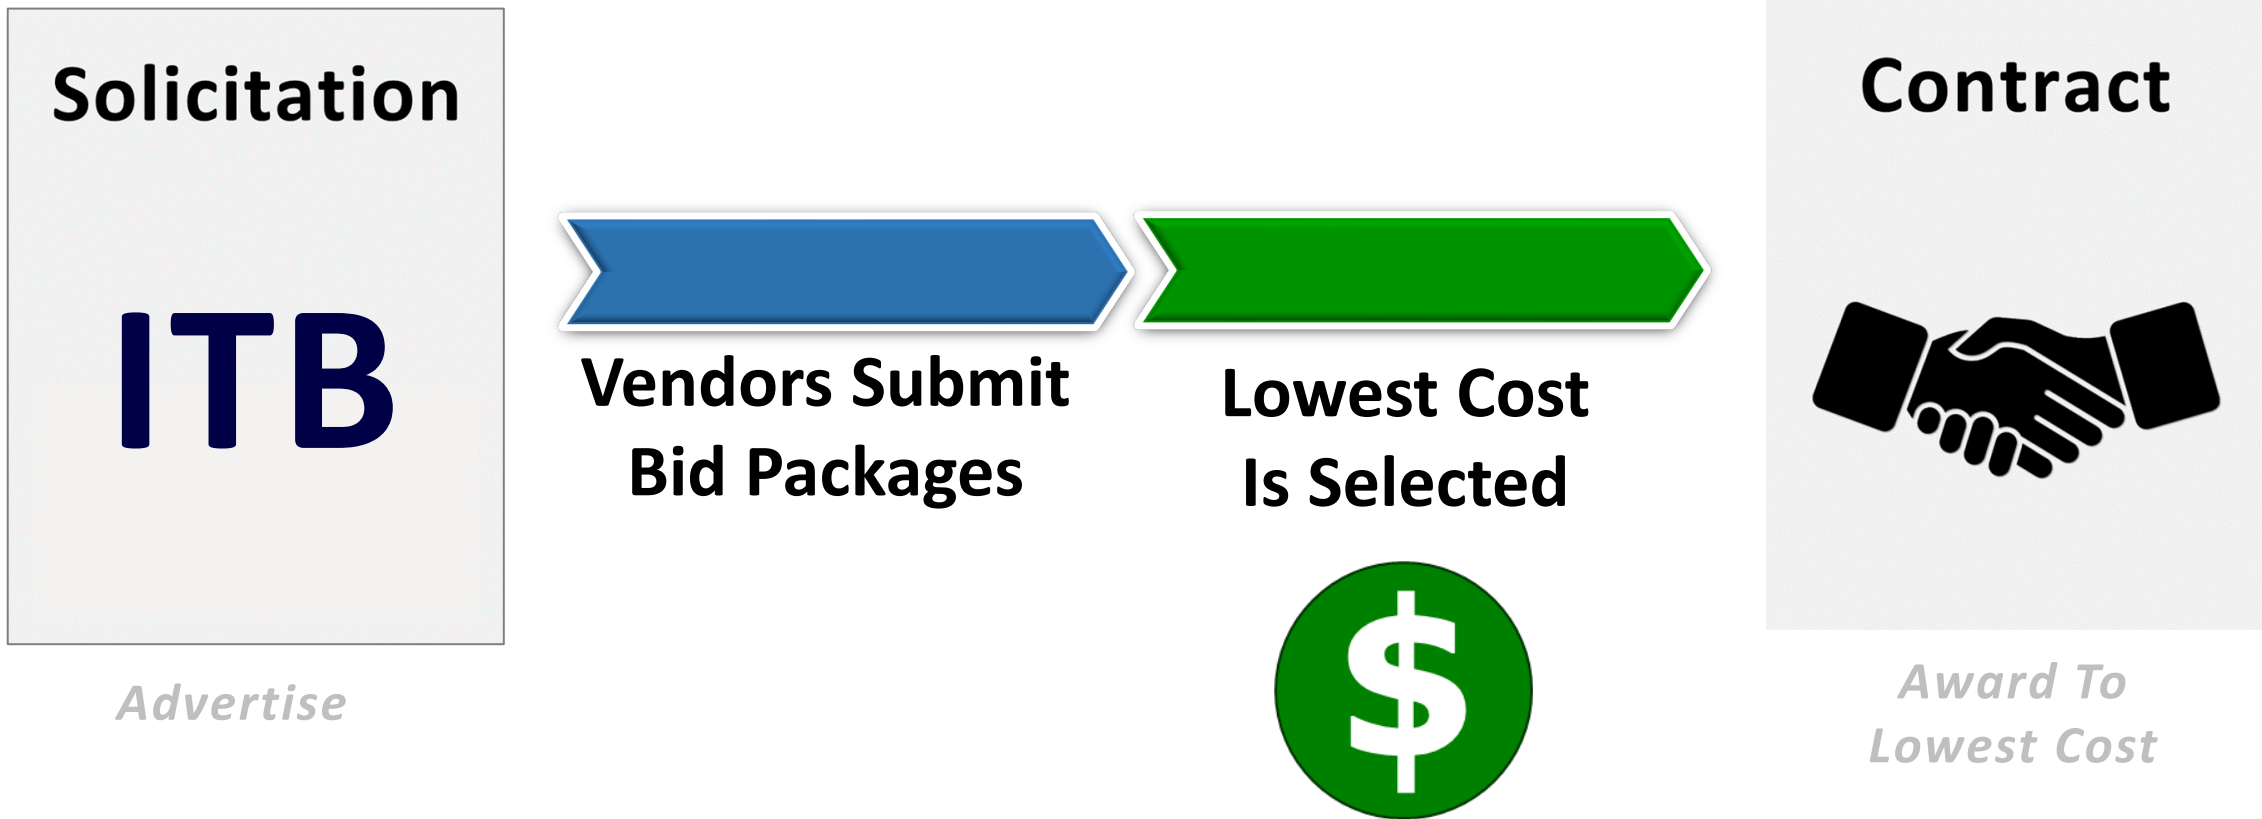 Solicitation
ITB
Advertise
Vendors Submit
Bid Packages
Lowest Cost
Is Selected
$
Contract
Award To
Lowest Cost